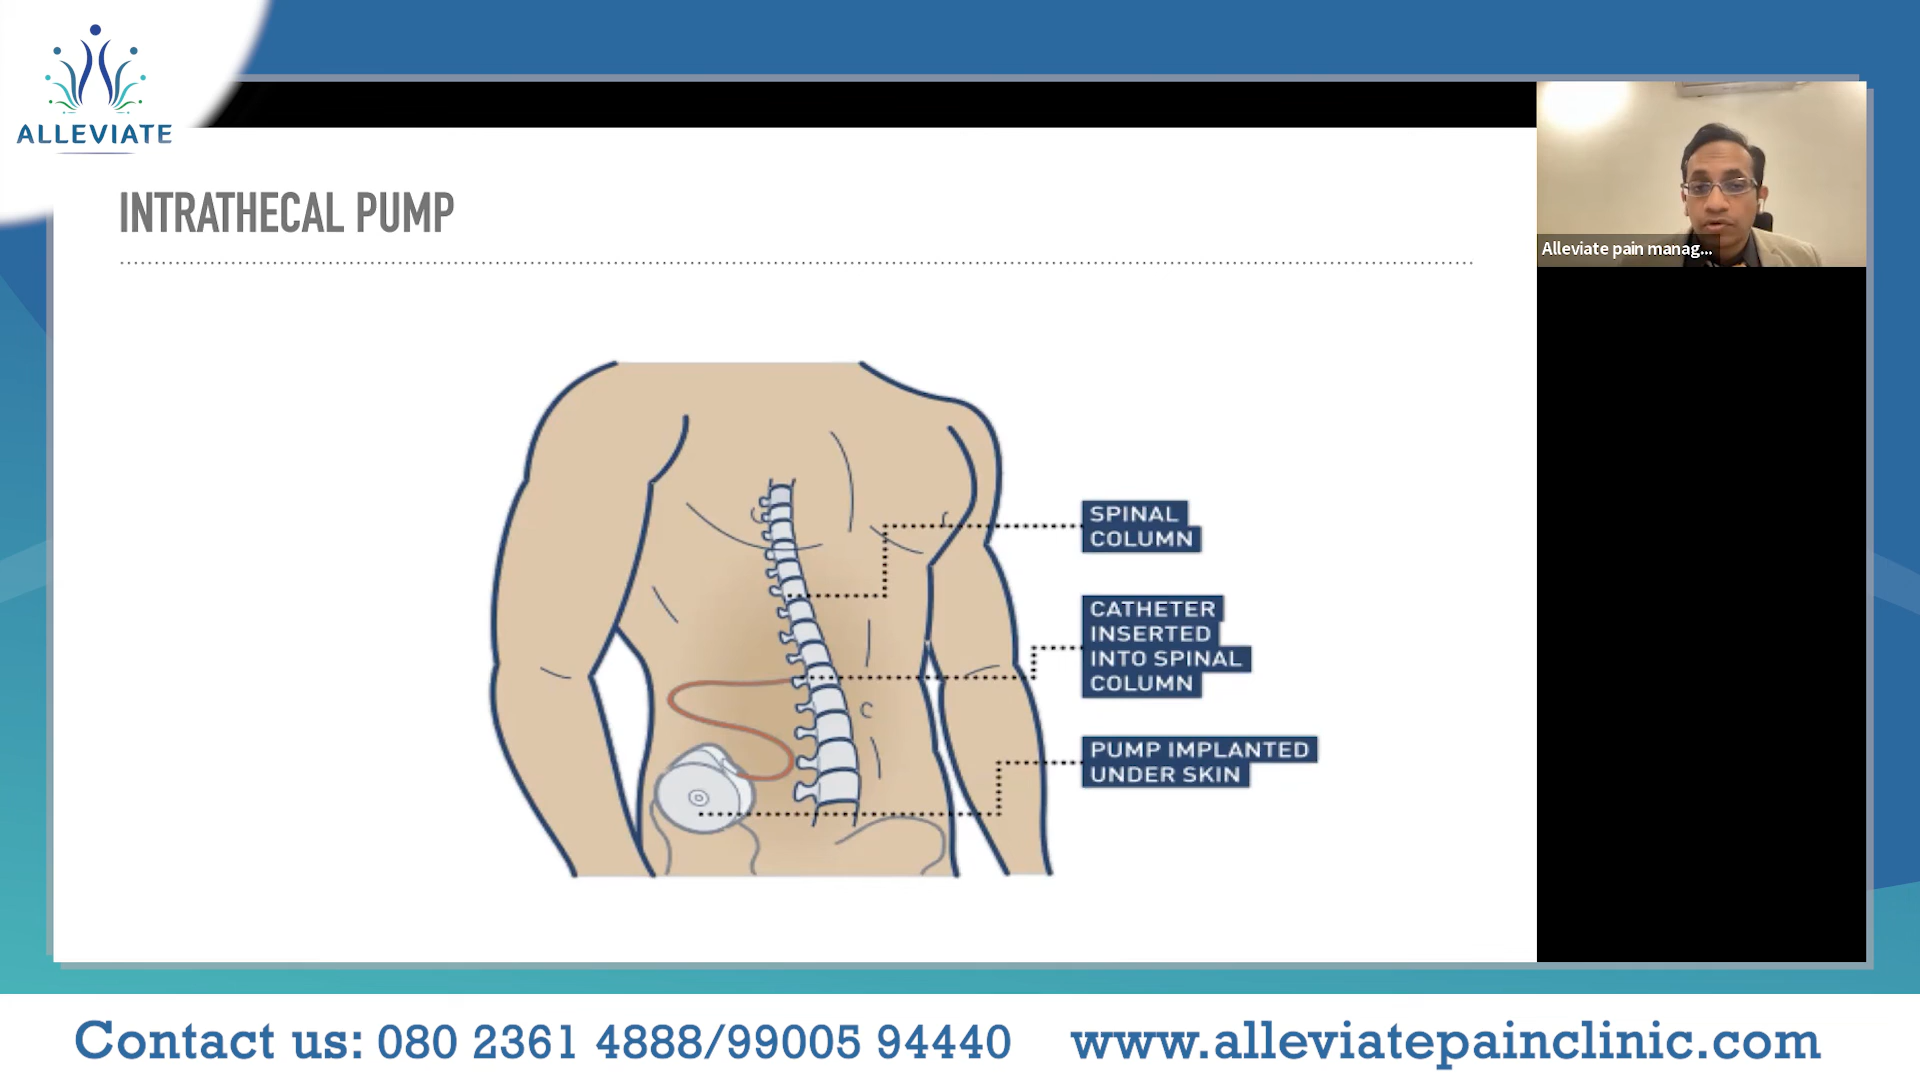 ALLEVIATE
INTRATHECAL PUMP
Alleviate pain manag...
SPINAL
COLUMN
CATHETER
INSERTED
INTO SPINAL
COLUMN
PUMP IMPLANTED
UNDER SKIN
Contact us: 080 2361 4888/99005 94440
www.alleviatepainclinic.com